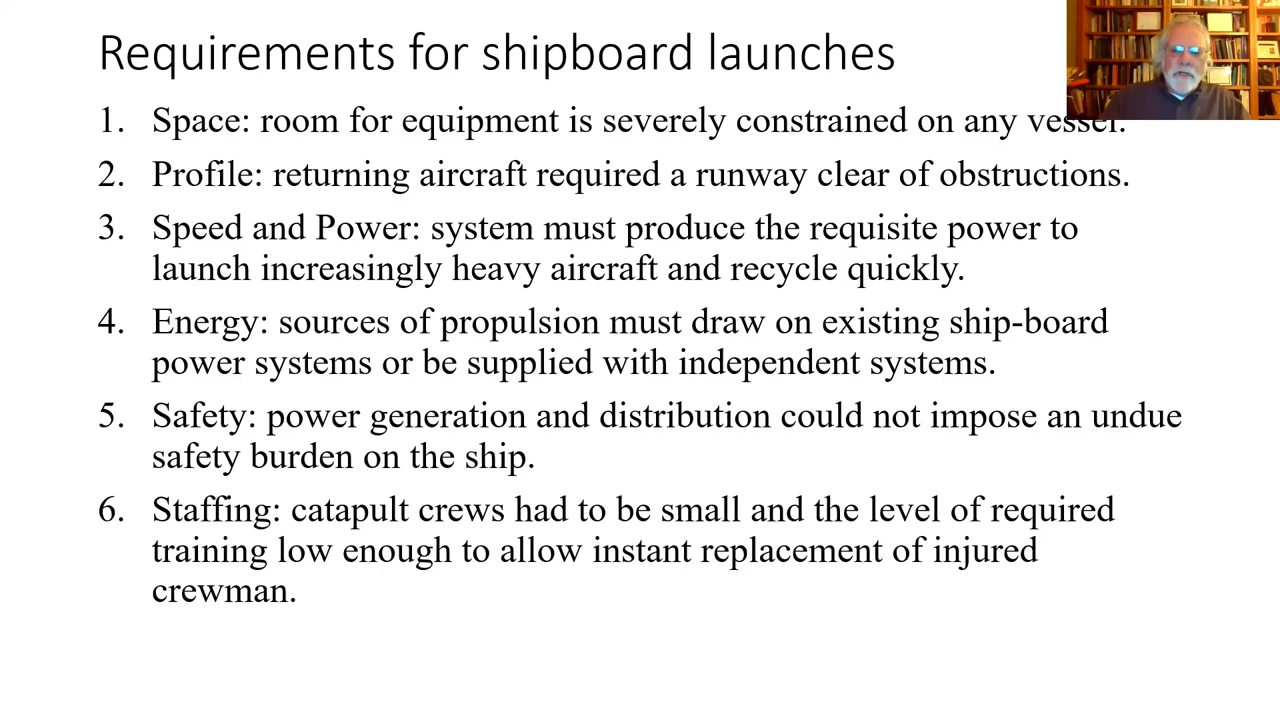 Requirements for shipboard launches
1. Space: room for equipment is severely constrained on any vessel.
2. Profile: returning aircraft required a runway clear of obstructions.
3. Speed and Power: system must produce the requisite power to
launch increasingly heavy aircraft and recycle quickly.
4. Energy: sources of propulsion must draw on existing ship-board
power systems or be supplied with independent systems.
5. Safety: power generation and distribution could not impose an undue
safety burden on the ship.
6. Staffing: catapult crews had to be small and the level of required
training low enough to allow instant replacement of injured
crewman.